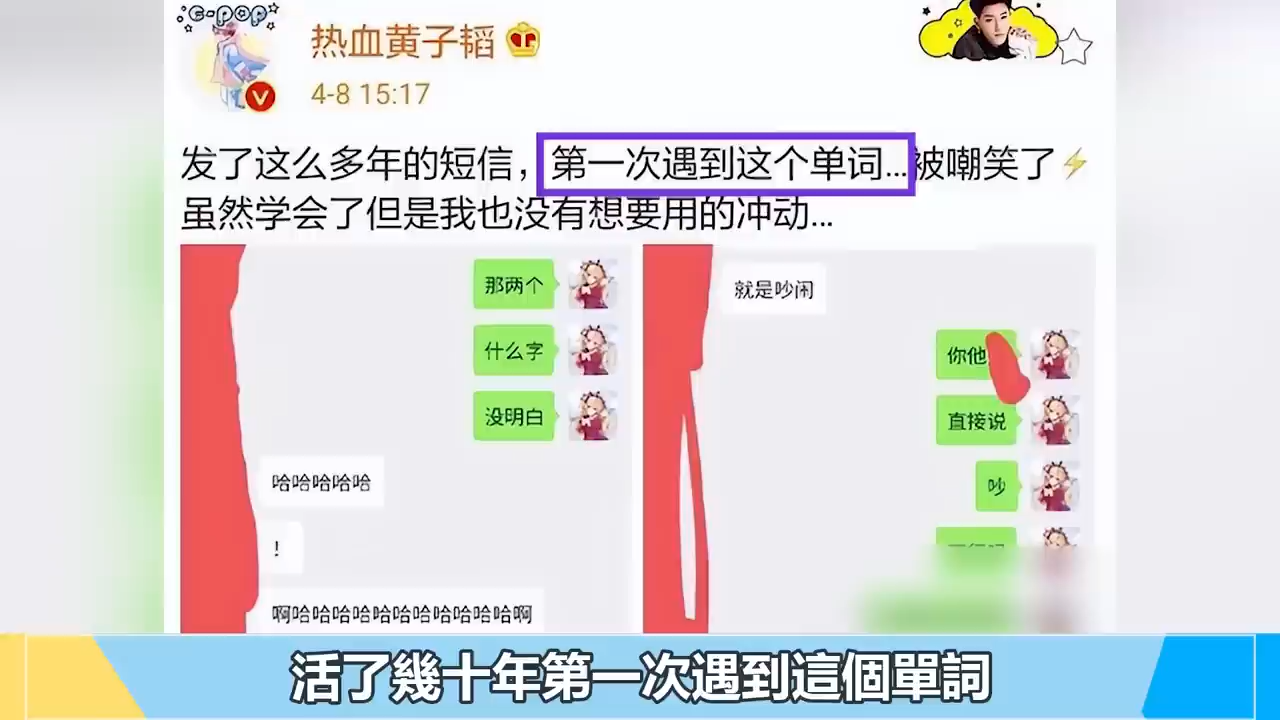 c-pop
热血黄子韬
4-8 15:17
发了这么多年的短信，第一次遇到这个单词...被嘲笑了
虽然学会了但是我也没有想要用的冲动...
那两个
什么字
没明白
哈哈哈哈哈
！
啊哈哈哈哈哈哈哈哈哈哈哈啊
就是吵闹
你他
直接说
吵
活了幾十年第一次遇到這個單詞